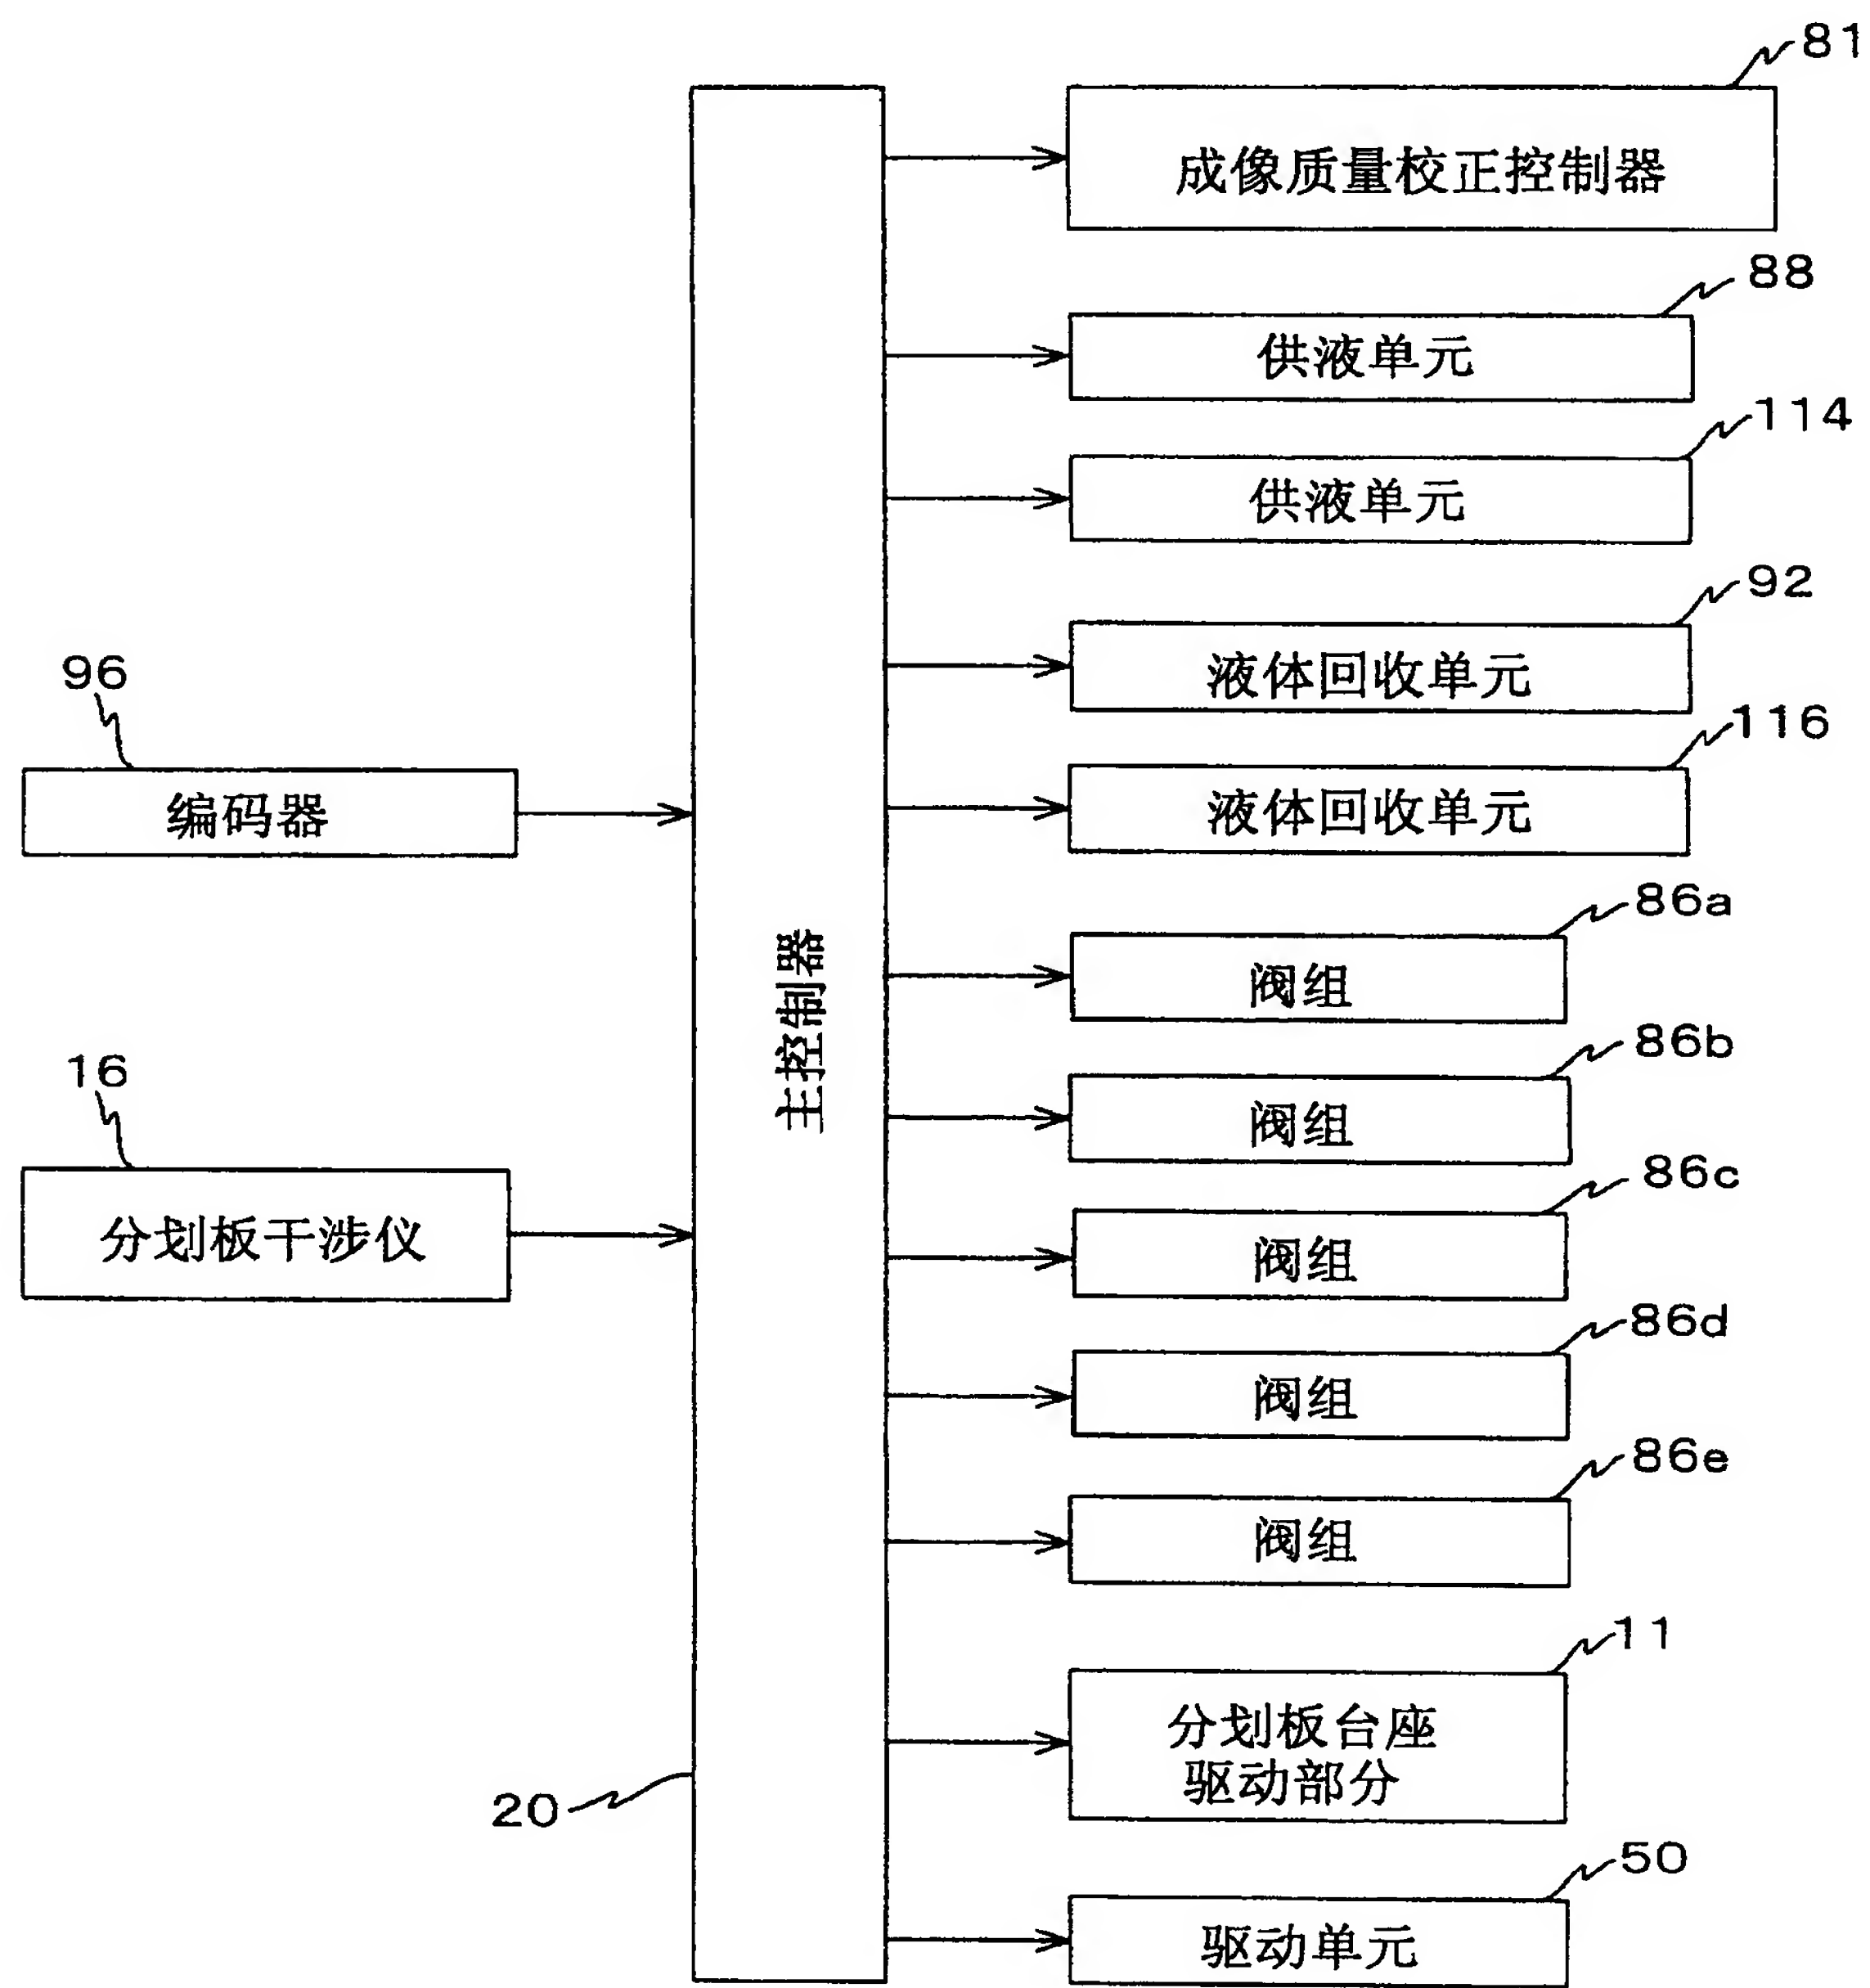 81
成像质量校正控制器
88
供液单元
114
供液单元
92
液体回收单元
96
116
编码器
液体回收单元
86a
阀组
主控制器
16
86b
阀组
86c
分划板干涉仪
阀组
86d
阀组
86e
阀组
11
分划板台座
驱动部分
20
50
驱动单元